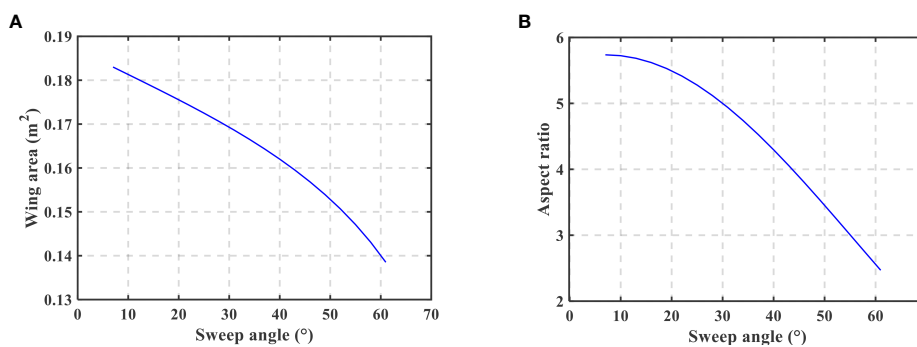 A
0.19
0.18
0.17
0.16
0.15
0.14
0.13
Wing area (m²)
0 10 20 30 40 50 60 70
Sweep angle (°)
B
6
5
4
3
2
Aspect ratio
0 10 20 30 40 50 60
Sweep angle (°)